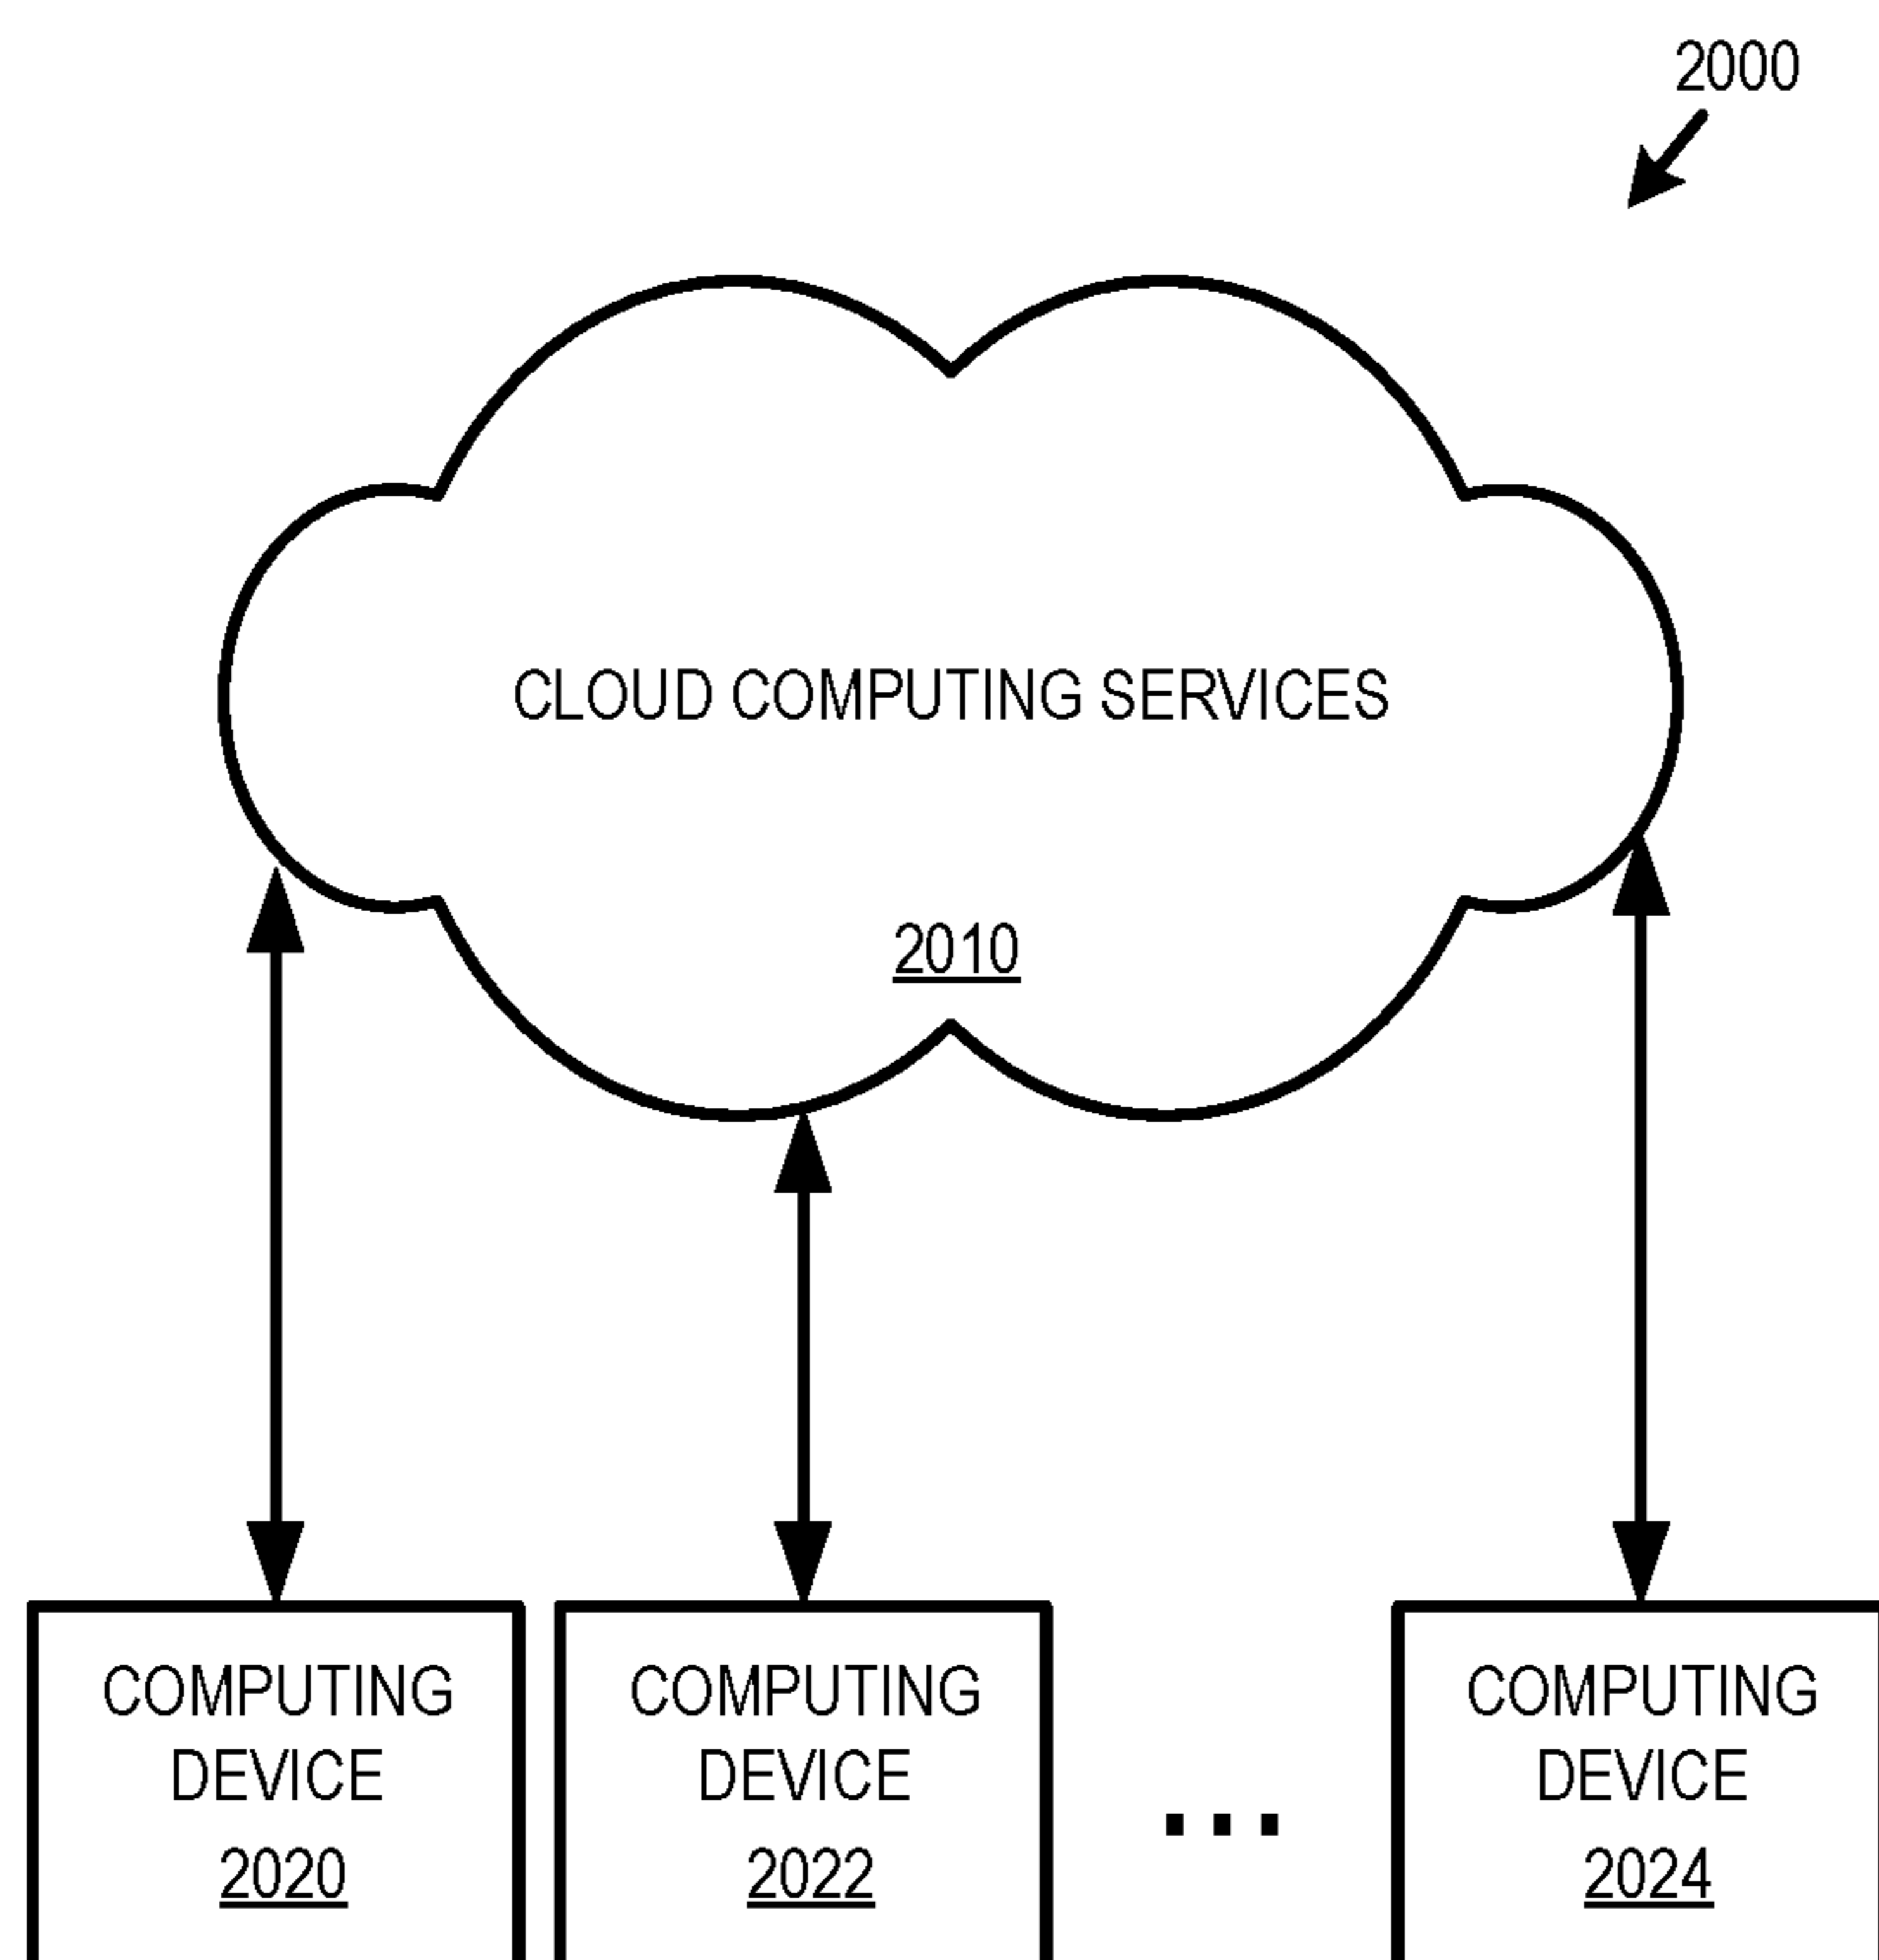 2000
CLOUD COMPUTING SERVICES
2010
COMPUTING
DEVICE
2020
COMPUTING
DEVICE
2022
...
COMPUTING
DEVICE
2024